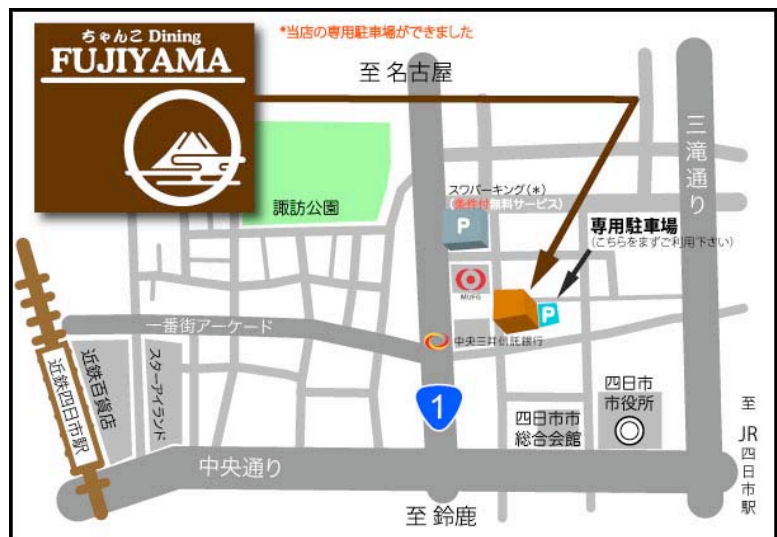 ちゃんこ Dining
FUJIYAMA
*当店の専用駐車場ができました
至 名古屋
三滝通り
諏訪公園
スワパーキング(*)
(条件付無料サービス)
P
専用駐車場
(こちらをまずご利用下さい)
MUFG
P
一番街アーケード
中央三井信託銀行
近鉄四日市駅
近鉄百貨店
スターアイランド
1
四日市市
総合会館
四日市
市役所
至 JR四日市駅
中央通り
至 鈴鹿